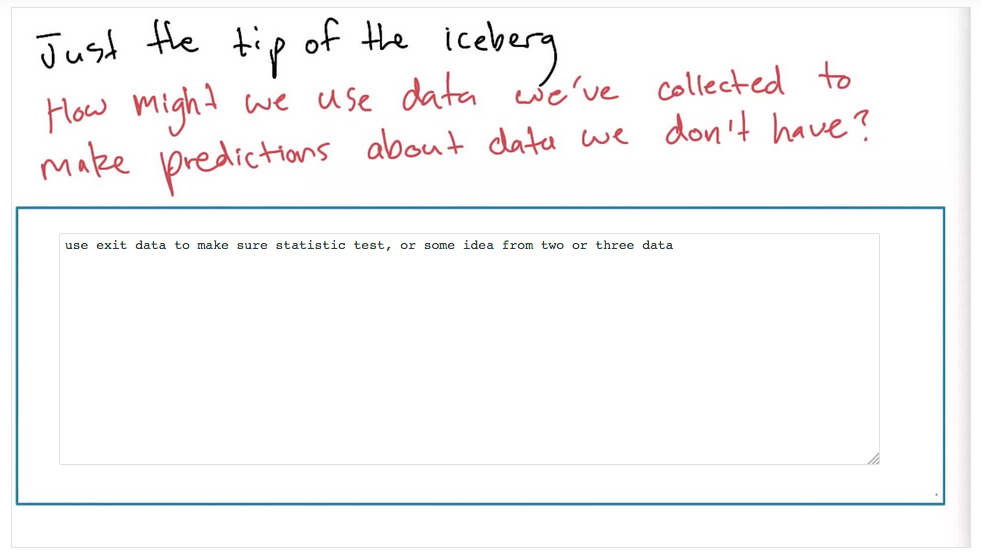 Just the tip of the iceberg
How might we use data we've collected to
make predictions about data we don't have?
use exit data to make sure statistic test, or some idea from two or three data